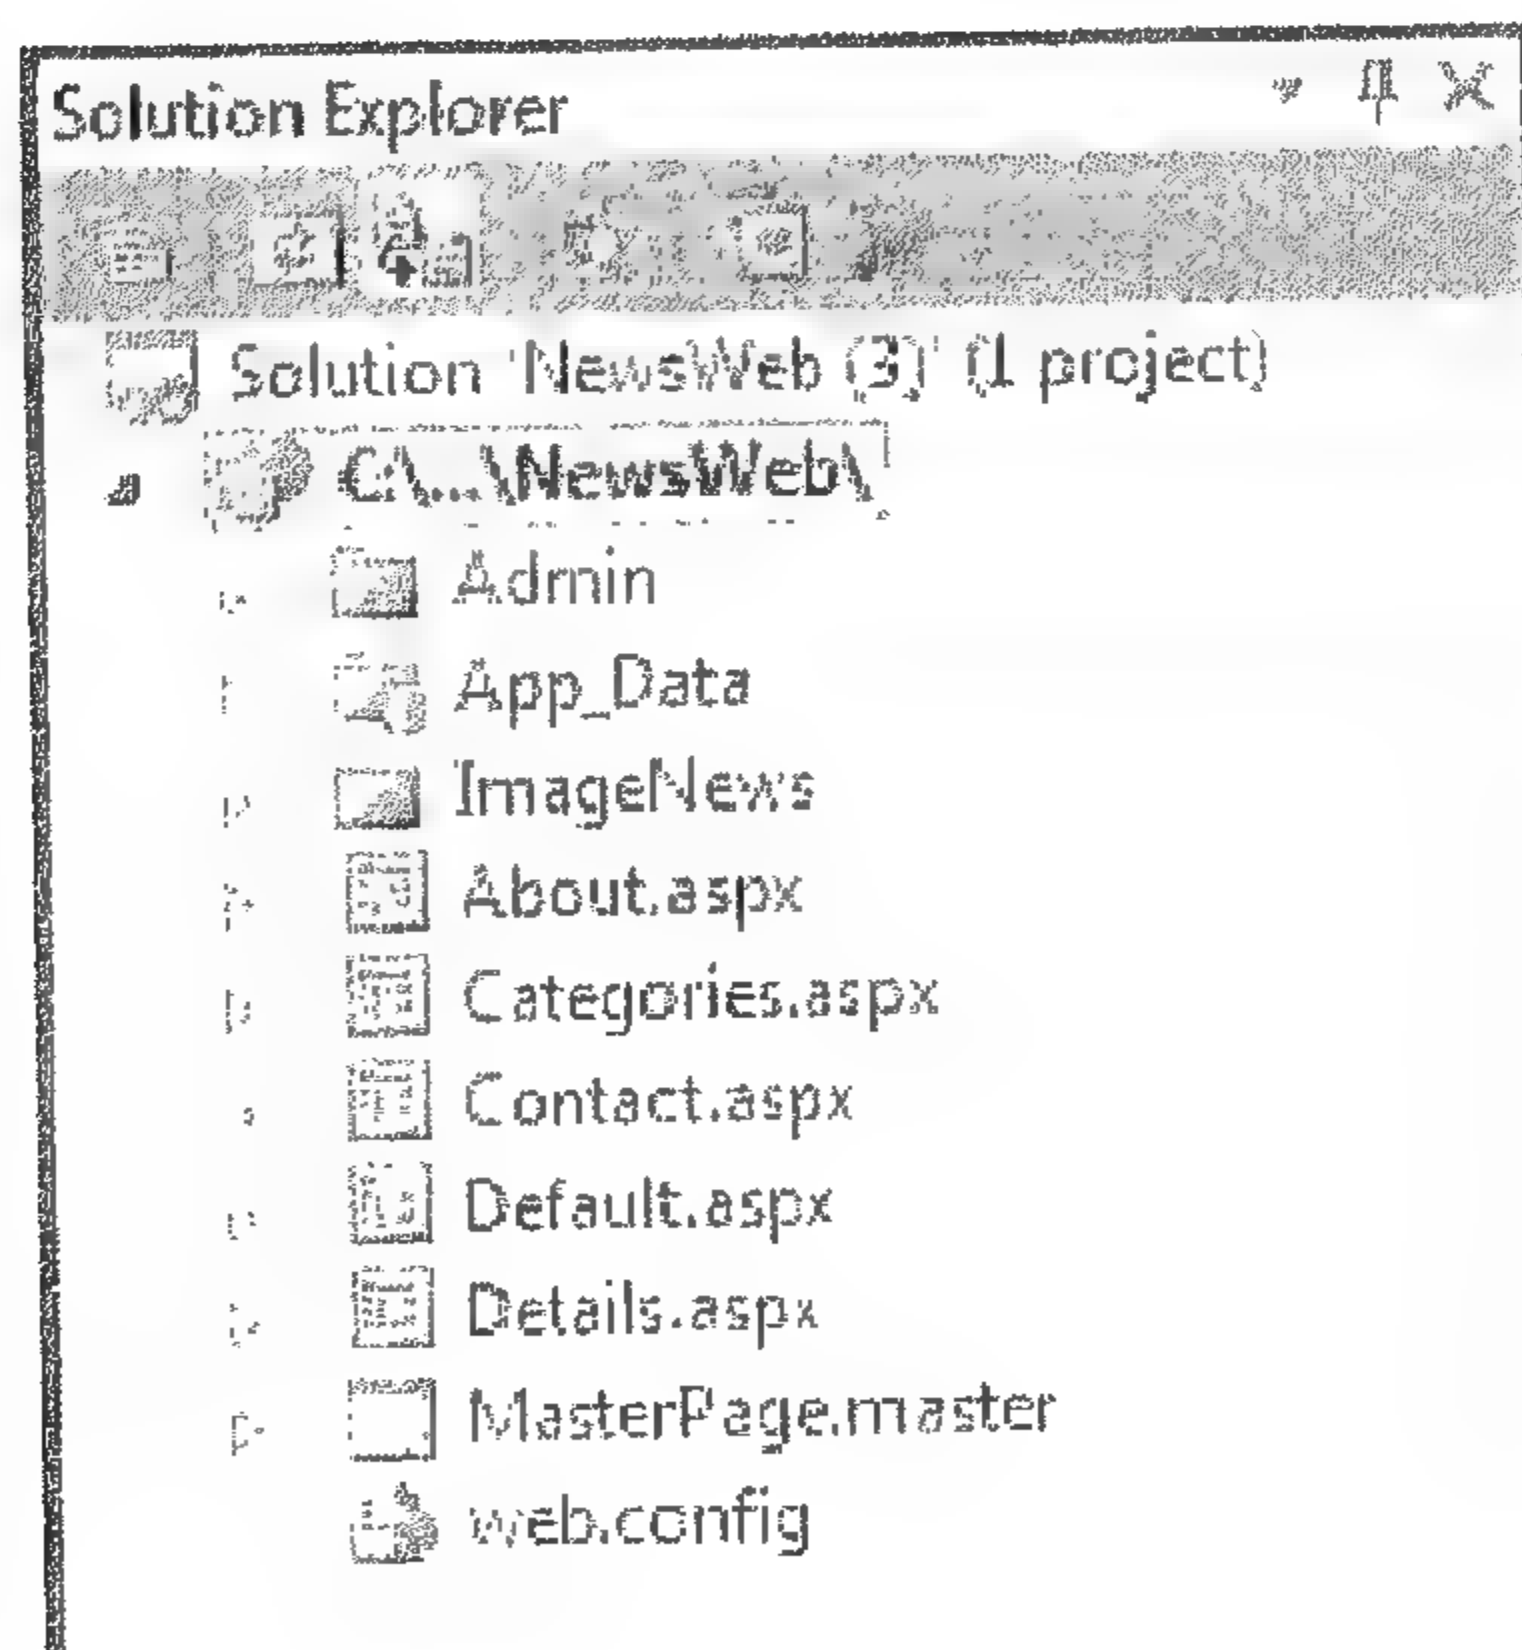 Solution Explorer
Solution 'NewsWeb (3)' (1 project)
C:\...\NewsWeb\
Admin
App_Data
ImageNews
About.aspx
Categories.aspx
Contact.aspx
Default.aspx
Details.aspx
MasterPage.master
web.config